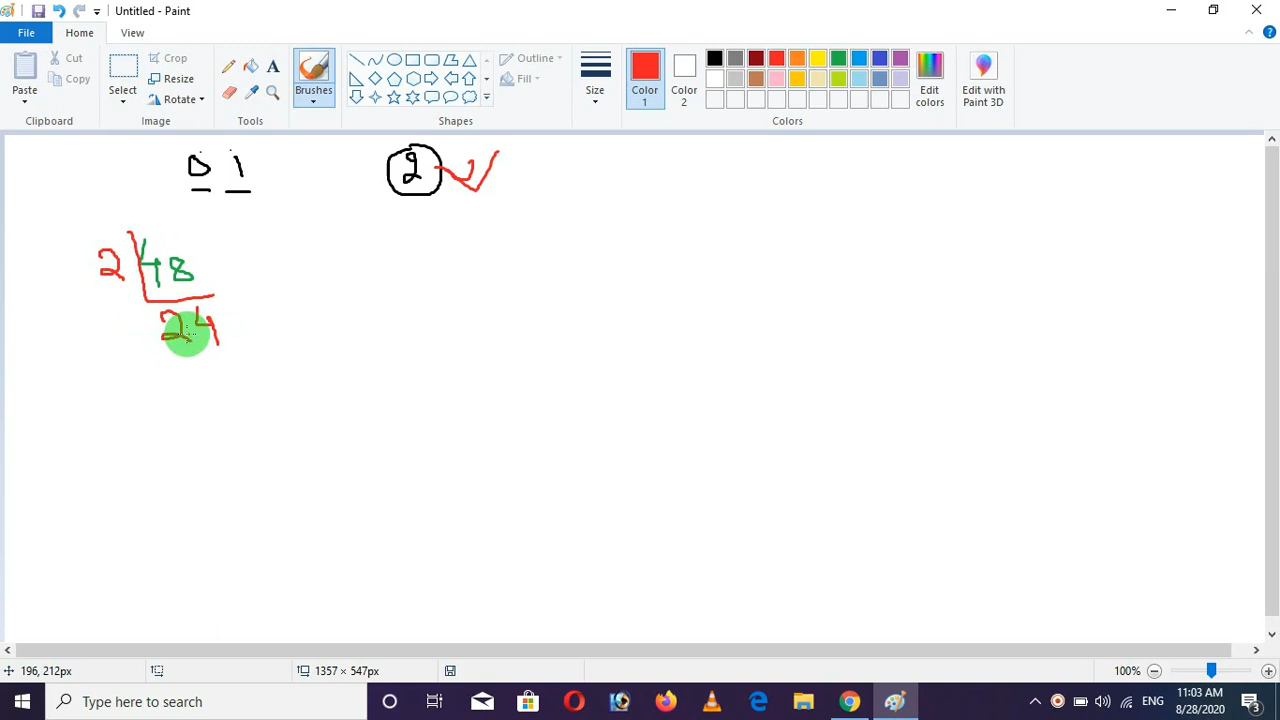 Untitled - Paint
File Home View
Paste
Cut
Copy
Clipboard
Select
Crop
Resize
Rotate
Image
A
Tools
Brushes
Shapes
Outline
Fill
Size
Color 1
Color 2
Colors
Edit colors
Edit with Paint 3D
0 1 2
2 48
24
196, 212px
1357 × 547px
100%
Type here to search
ENG
11:03 AM
8/28/2020
3